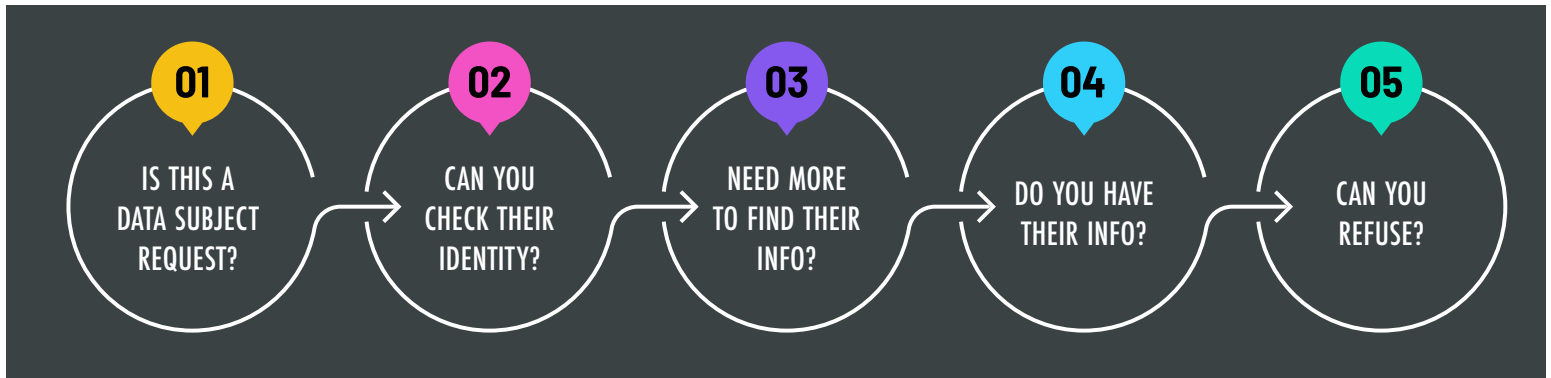 01
IS THIS A
DATA SUBJECT
REQUEST?
02
CAN YOU
CHECK THEIR
IDENTITY?
03
NEED MORE
TO FIND THEIR
INFO?
04
DO YOU HAVE
THEIR INFO?
05
CAN YOU
REFUSE?